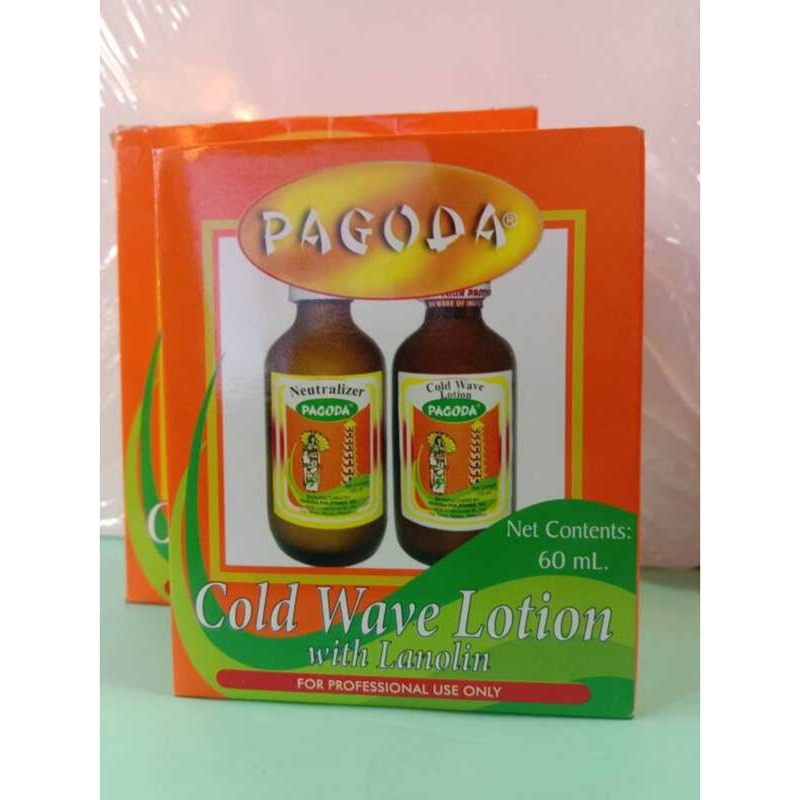 PAGODA®
Neutralizer
PAGODA
Cold Wave
Lotion
PAGODA
Net Contents:
60 mL.
Cold Wave Lotion
with Lanolin
FOR PROFESSIONAL USE ONLY
C